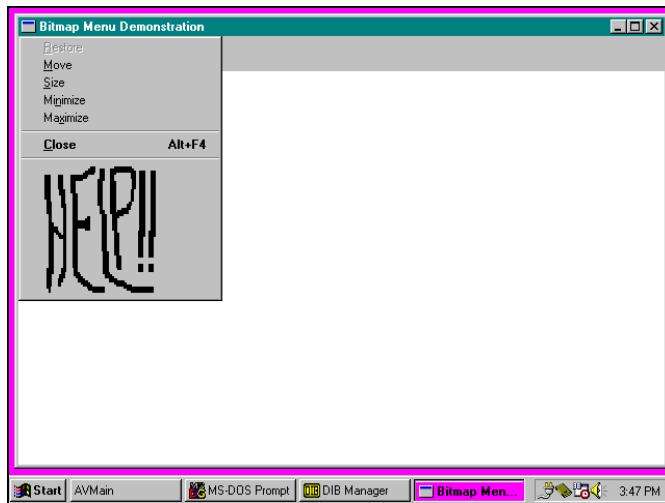 Bitmap Menu Demonstration
Restore
Move
Size
Minimize
Maximize
Close Alt+F4
HELP!!
Start AVMain MS-DOS Prompt DIB DIB Manager Bitmap Men... 3:47 PM